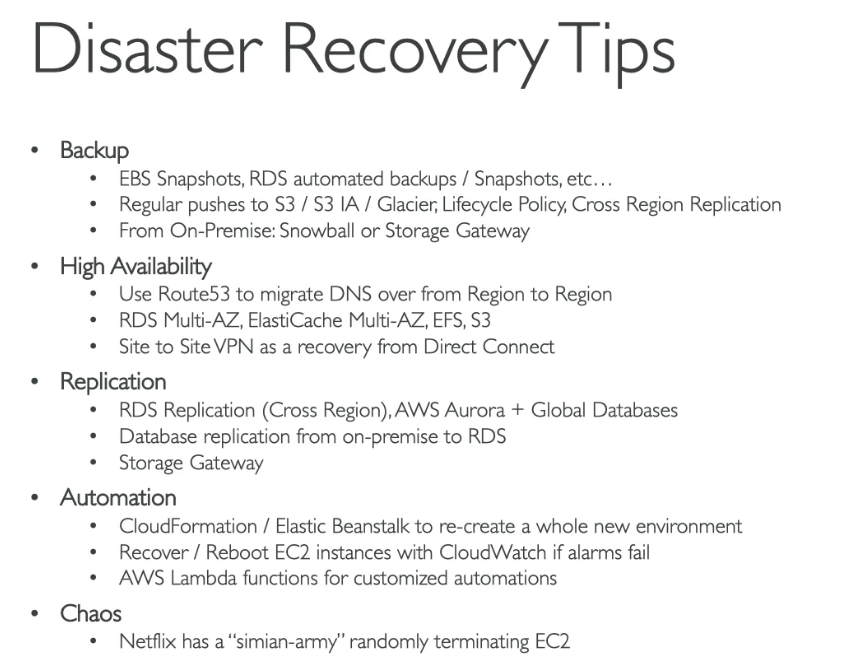 Disaster Recovery Tips
• Backup
• EBS Snapshots, RDS automated backups / Snapshots, etc…
• Regular pushes to S3 / S3 IA / Glacier, Lifecycle Policy, Cross Region Replication
• From On-Premise: Snowball or Storage Gateway
• High Availability
• Use Route53 to migrate DNS over from Region to Region
• RDS Multi-AZ, ElastiCache Multi-AZ, EFS, S3
• Site to Site VPN as a recovery from Direct Connect
• Replication
• RDS Replication (Cross Region), AWS Aurora + Global Databases
• Database replication from on-premise to RDS
• Storage Gateway
• Automation
• CloudFormation / Elastic Beanstalk to re-create a whole new environment
• Recover / Reboot EC2 instances with CloudWatch if alarms fail
• AWS Lambda functions for customized automations
• Chaos
• Netflix has a “simian-army” randomly terminating EC2